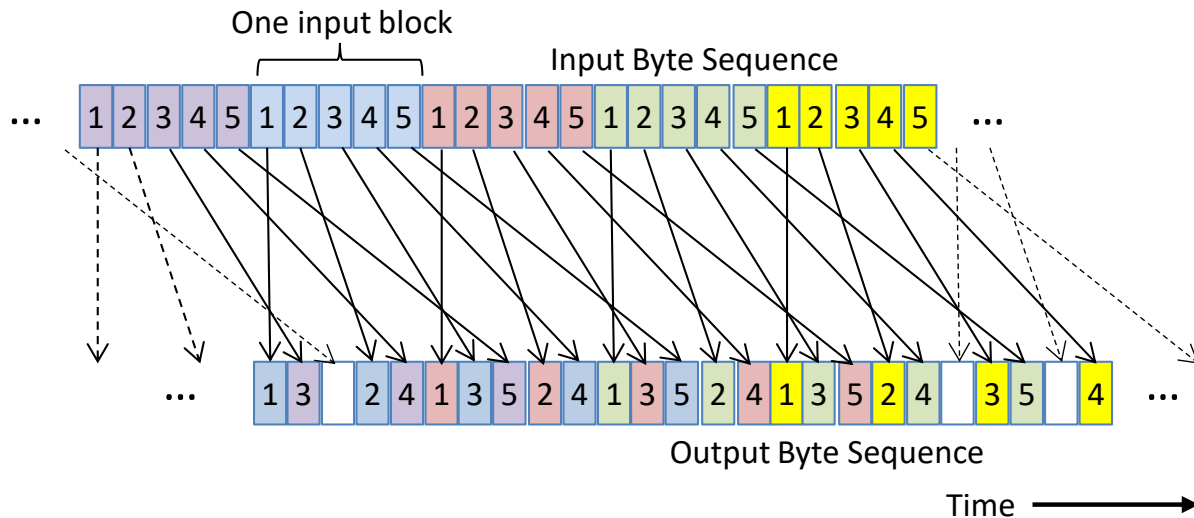 One input block
Input Byte Sequence
... 1 2 3 4 5 1 2 3 4 5 1 2 3 4 5 1 2 3 4 5 1 2 3 4 5 ...
... 1 3 2 4 1 3 5 2 4 1 3 5 2 4 1 3 5 2 4 3 5 4 ...
Output Byte Sequence
Time